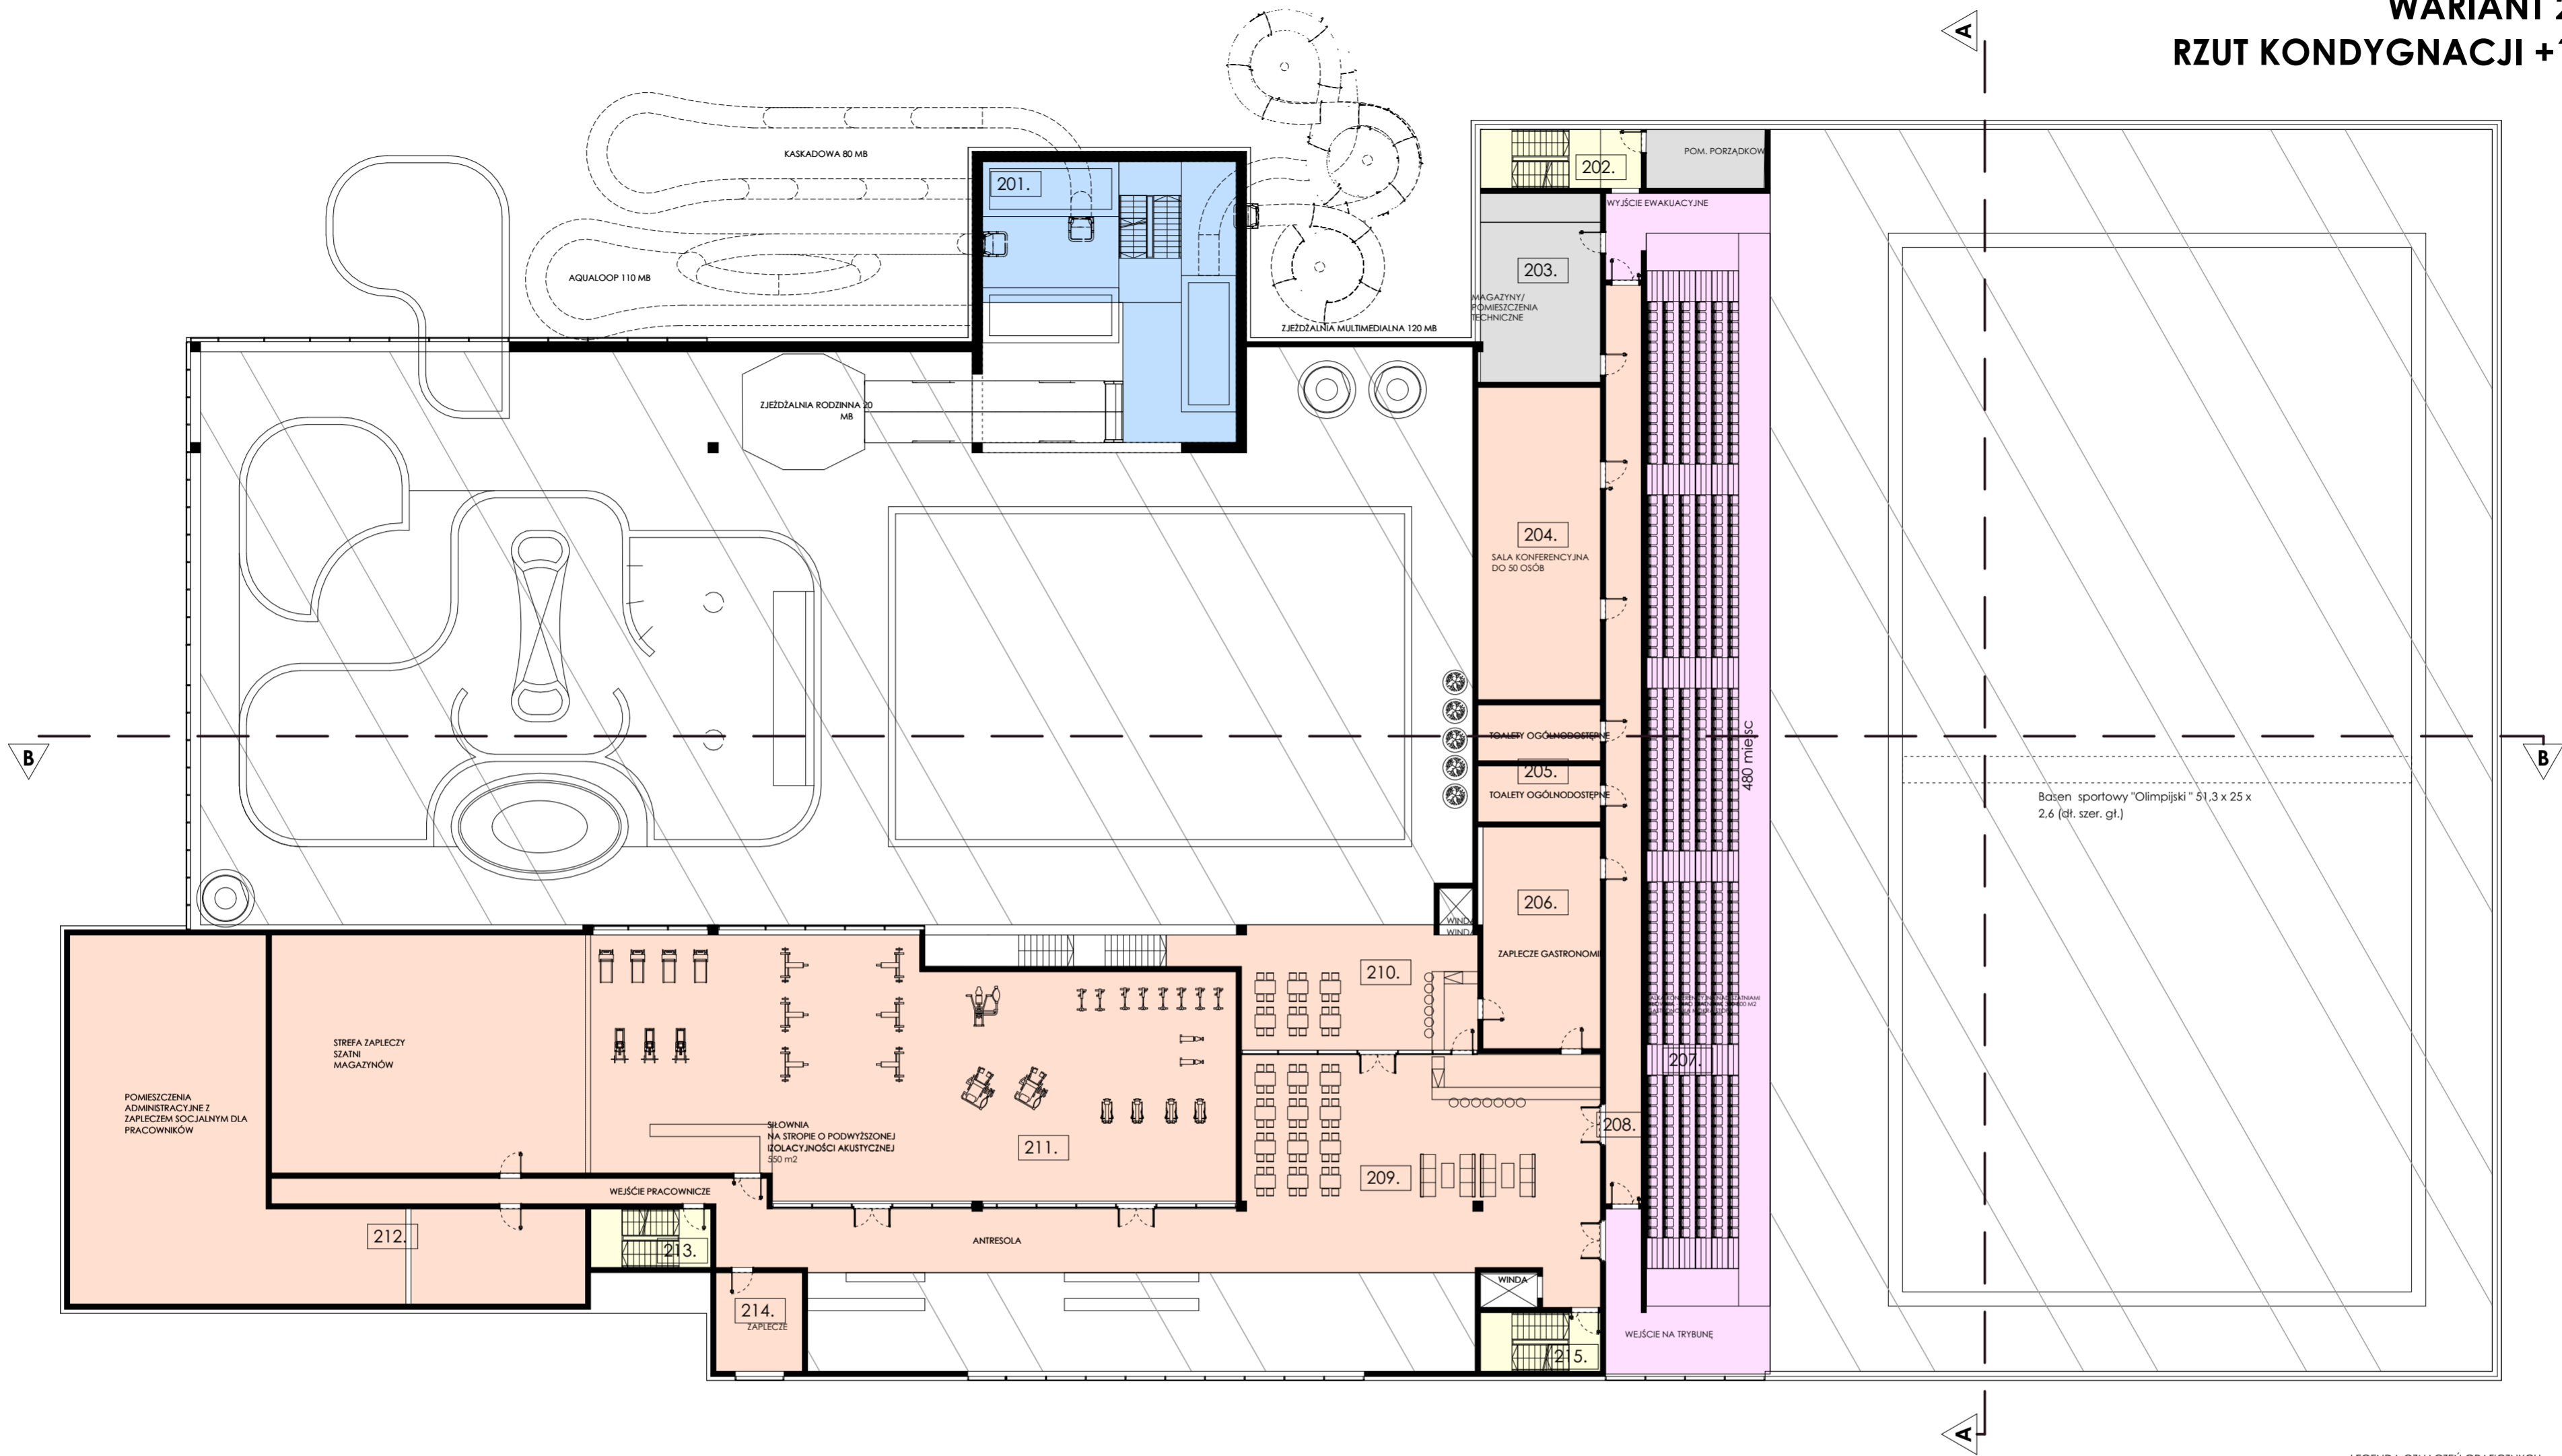 WARIANT 2
RZUT KONDYGNACJI +1
A
KASKADOWA 80 MB
201.
202.
POM. PORZĄDKOW
WYJŚCIE EWAKUACYJNE
AQUALOOP 110 MB
203.
MAGAZYNY/
POMIESZCZENIA
TECHNICZNE
ZJEŻDŻALNIA MULTIMEDIALNA 120 MB
ZJEŻDŻALNIA RODZINNA 20
MB
204.
SALA KONFERENCYJNA
DO 50 OSÓB
B
TOALETY OGÓLNODOSTĘPNE
205.
TOALETY OGÓLNODOSTĘPNE
480 miejsc
B
Basen sportowy "Olimpijski " 51,3 x 25 x
2,6 (dł. szer. gł.)
206.
WINDA
WINDA
ZAPLECZE GASTRONOMI
210.
207.
STREFA ZAPLECZY
SZATNI
MAGAZYNÓW
POMIESZCZENIA
ADMINISTRACYJNE Z
ZAPLECZEM SOCJALNYM DLA
PRACOWNIKÓW
SIŁOWNIA
NA STROPIE O PODWYŻSZONEJ
IZOLACYJNOŚCI AKUSTYCZNEJ
550 m2
211.
208.
209.
WEJŚCIE PRACOWNICZE
212.
213.
ANTRESOLA
WINDA
214.
ZAPLECZE
215.
WEJŚCIE NA TRYBUNĘ
A